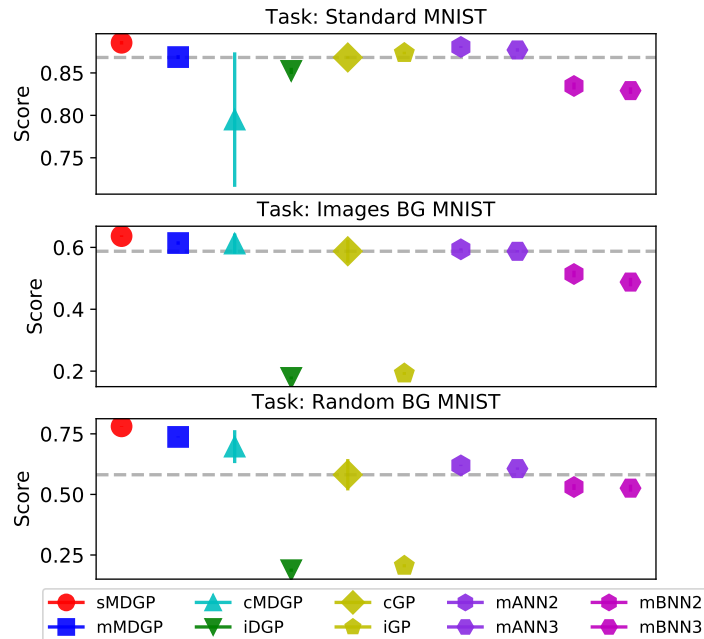 Task: Standard MNIST
0.85
0.80
0.75
Score
Task: Images BG MNIST
0.6
0.4
0.2
Score
Task: Random BG MNIST
0.75
0.50
0.25
Score
sMDGP cMDGP cGP mANN2 mBNN2
mMDGP iDGP iGP mANN3 mBNN3